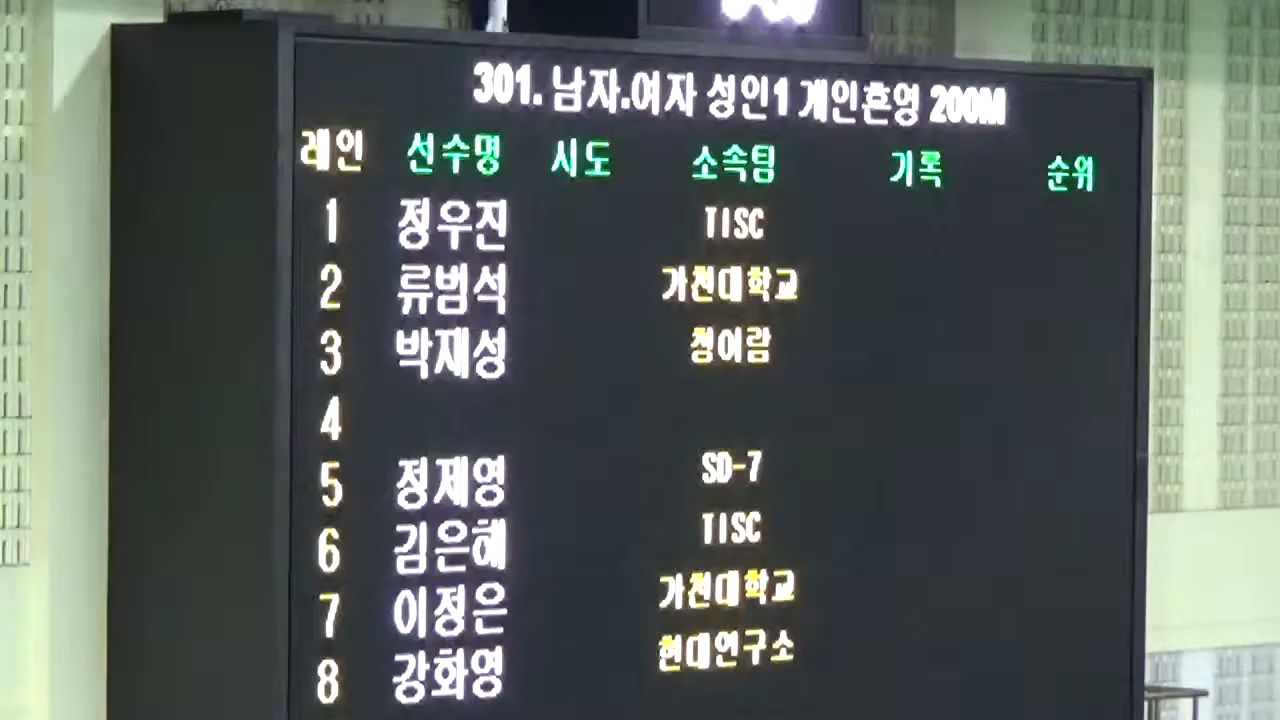 301. 남자.여자 성인1 개인혼영 200M
레인 선수명 시도 소속팀 기록 순위
1 정우진 TISC
2 류범석 가천대학교
3 박재성 청어람
4
5 정제영 SD-7
6 김은혜 TISC
7 이정은 가천대학교
8 강화영 현대연구소